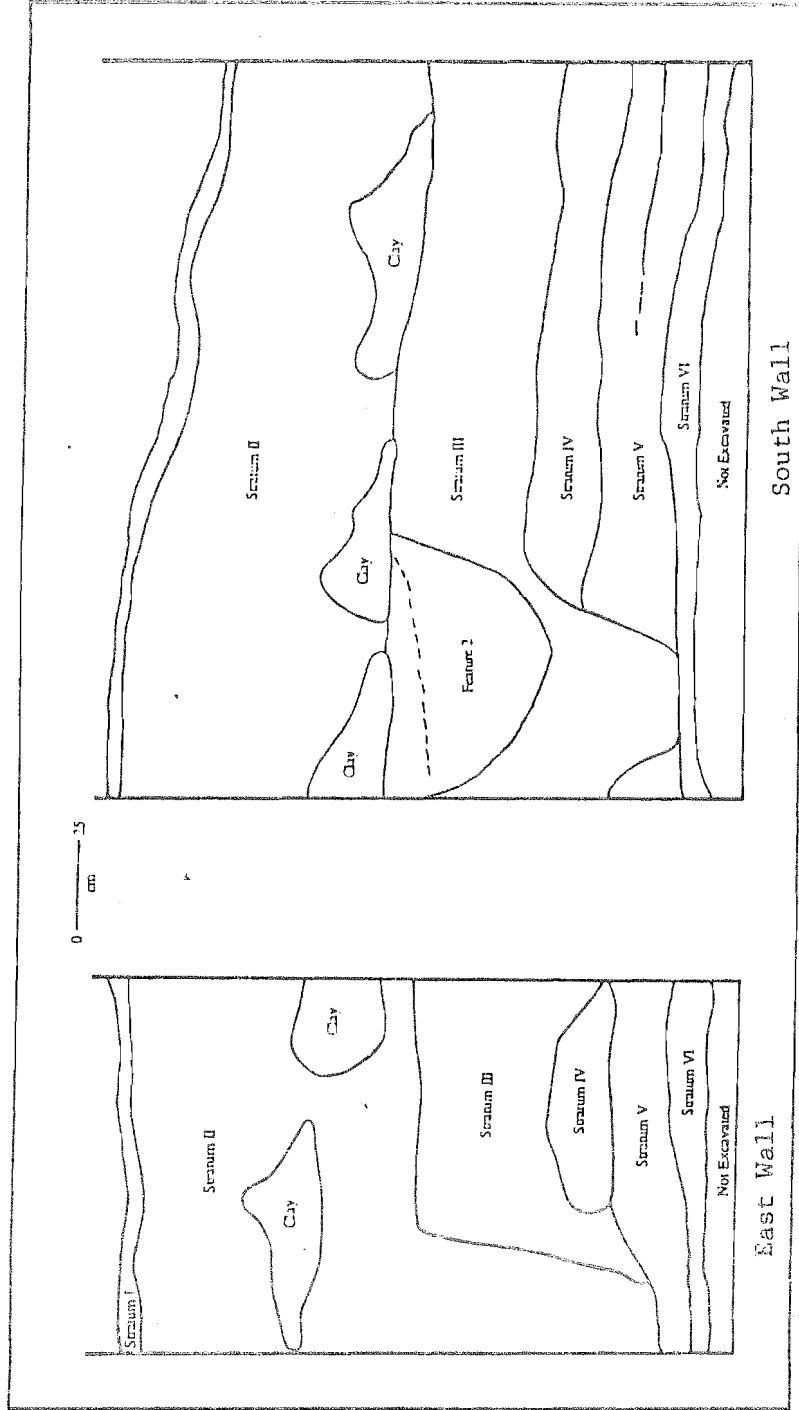 0 25
cm
Stratum I
Stratum II
Clay
Clay
Stratum III
Stratum IV
Stratum V
Stratum VI
Not Excavated
East Wall
Stratum II
Clay
Clay
Clay
Feature 2
Stratum III
Stratum IV
Stratum V
Stratum VI
Not Excavated
South Wall